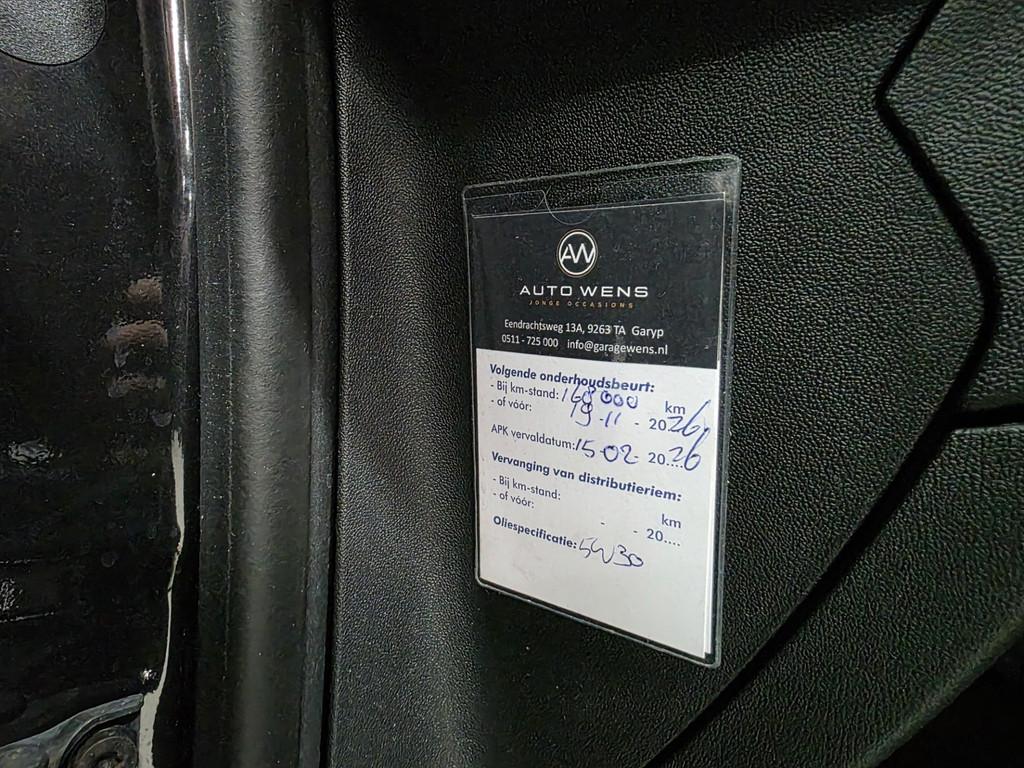 AW
AUTO WENS
JONGE OCCASIONS
Eendrachtsweg 13A, 9263 TA Garyp
0511 - 725 000 info@garagewens.nl
Volgende onderhoudsbeurt:
- Bij km-stand: 168000 km
- of vóór: 19-11 - 2026
APK vervaldatum: 15-02- 20....26
Vervanging van distributieriem:
- Bij km-stand: km
- of vóór: - - 20....
Oliespecificatie: 5W30